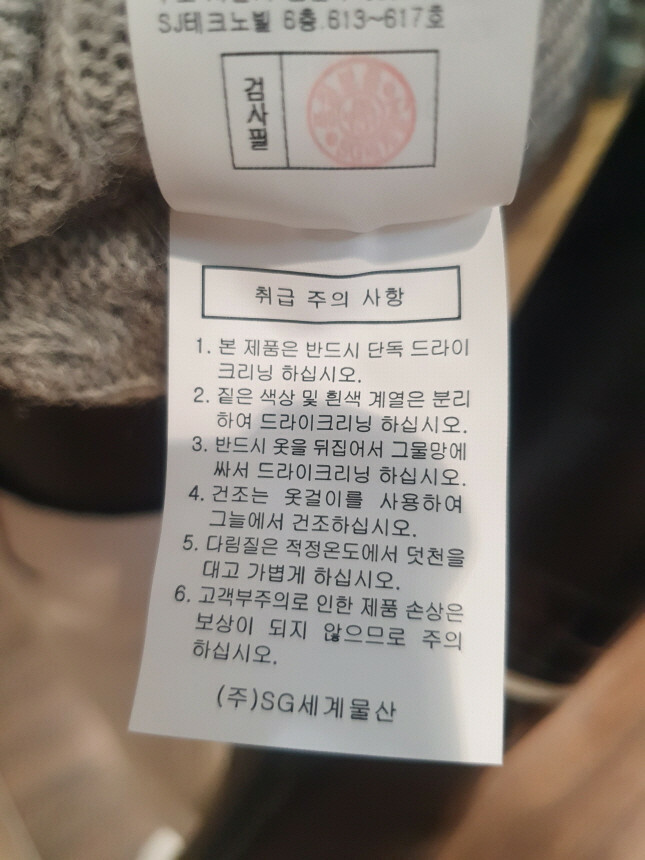 SJ테크노빌 6층.613~617호
검사필
취급 주의 사항
1. 본 제품은 반드시 단독 드라이
크리닝 하십시오.
2. 짙은 색상 및 흰색 계열은 분리
하여 드라이크리닝 하십시오.
3. 반드시 옷을 뒤집어서 그물망에
싸서 드라이크리닝 하십시오.
4. 건조는 옷걸이를 사용하여
그늘에서 건조하십시오.
5. 다림질은 적정온도에서 덧천을
대고 가볍게 하십시오.
6. 고객부주의로 인한 제품 손상은
보상이 되지 않으므로 주의
하십시오.
(주)SG세계물산